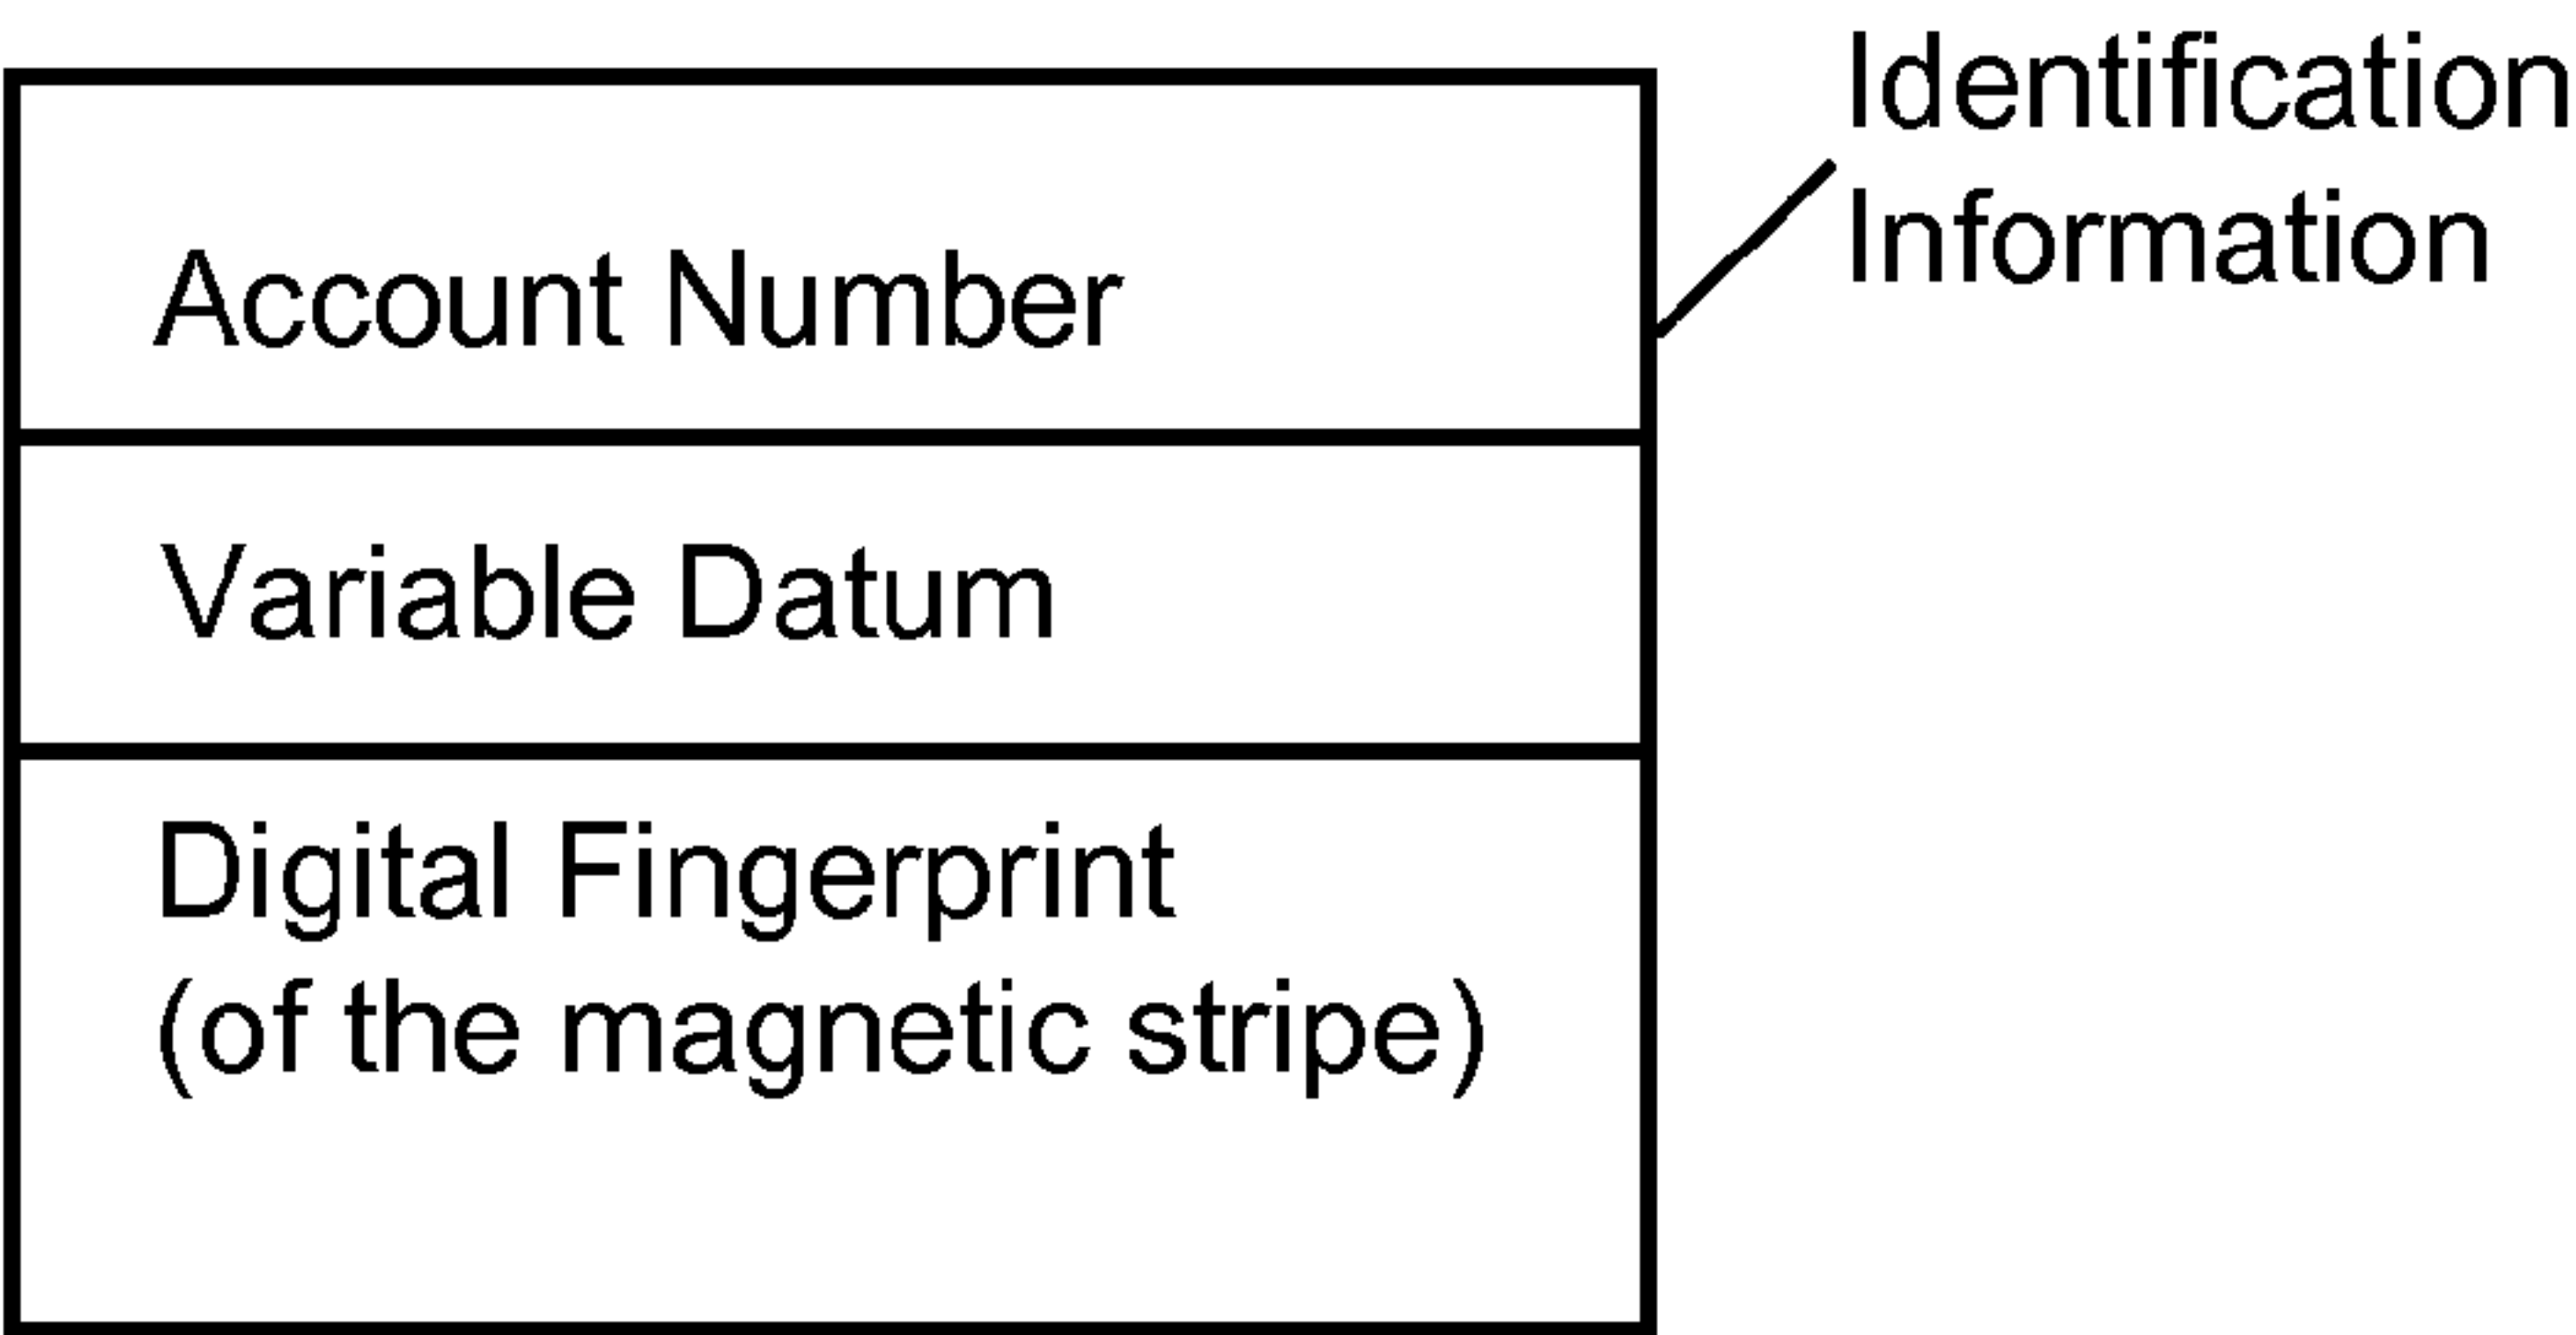 Identification
Information
Account Number
Variable Datum
Digital Fingerprint
(of the magnetic stripe)